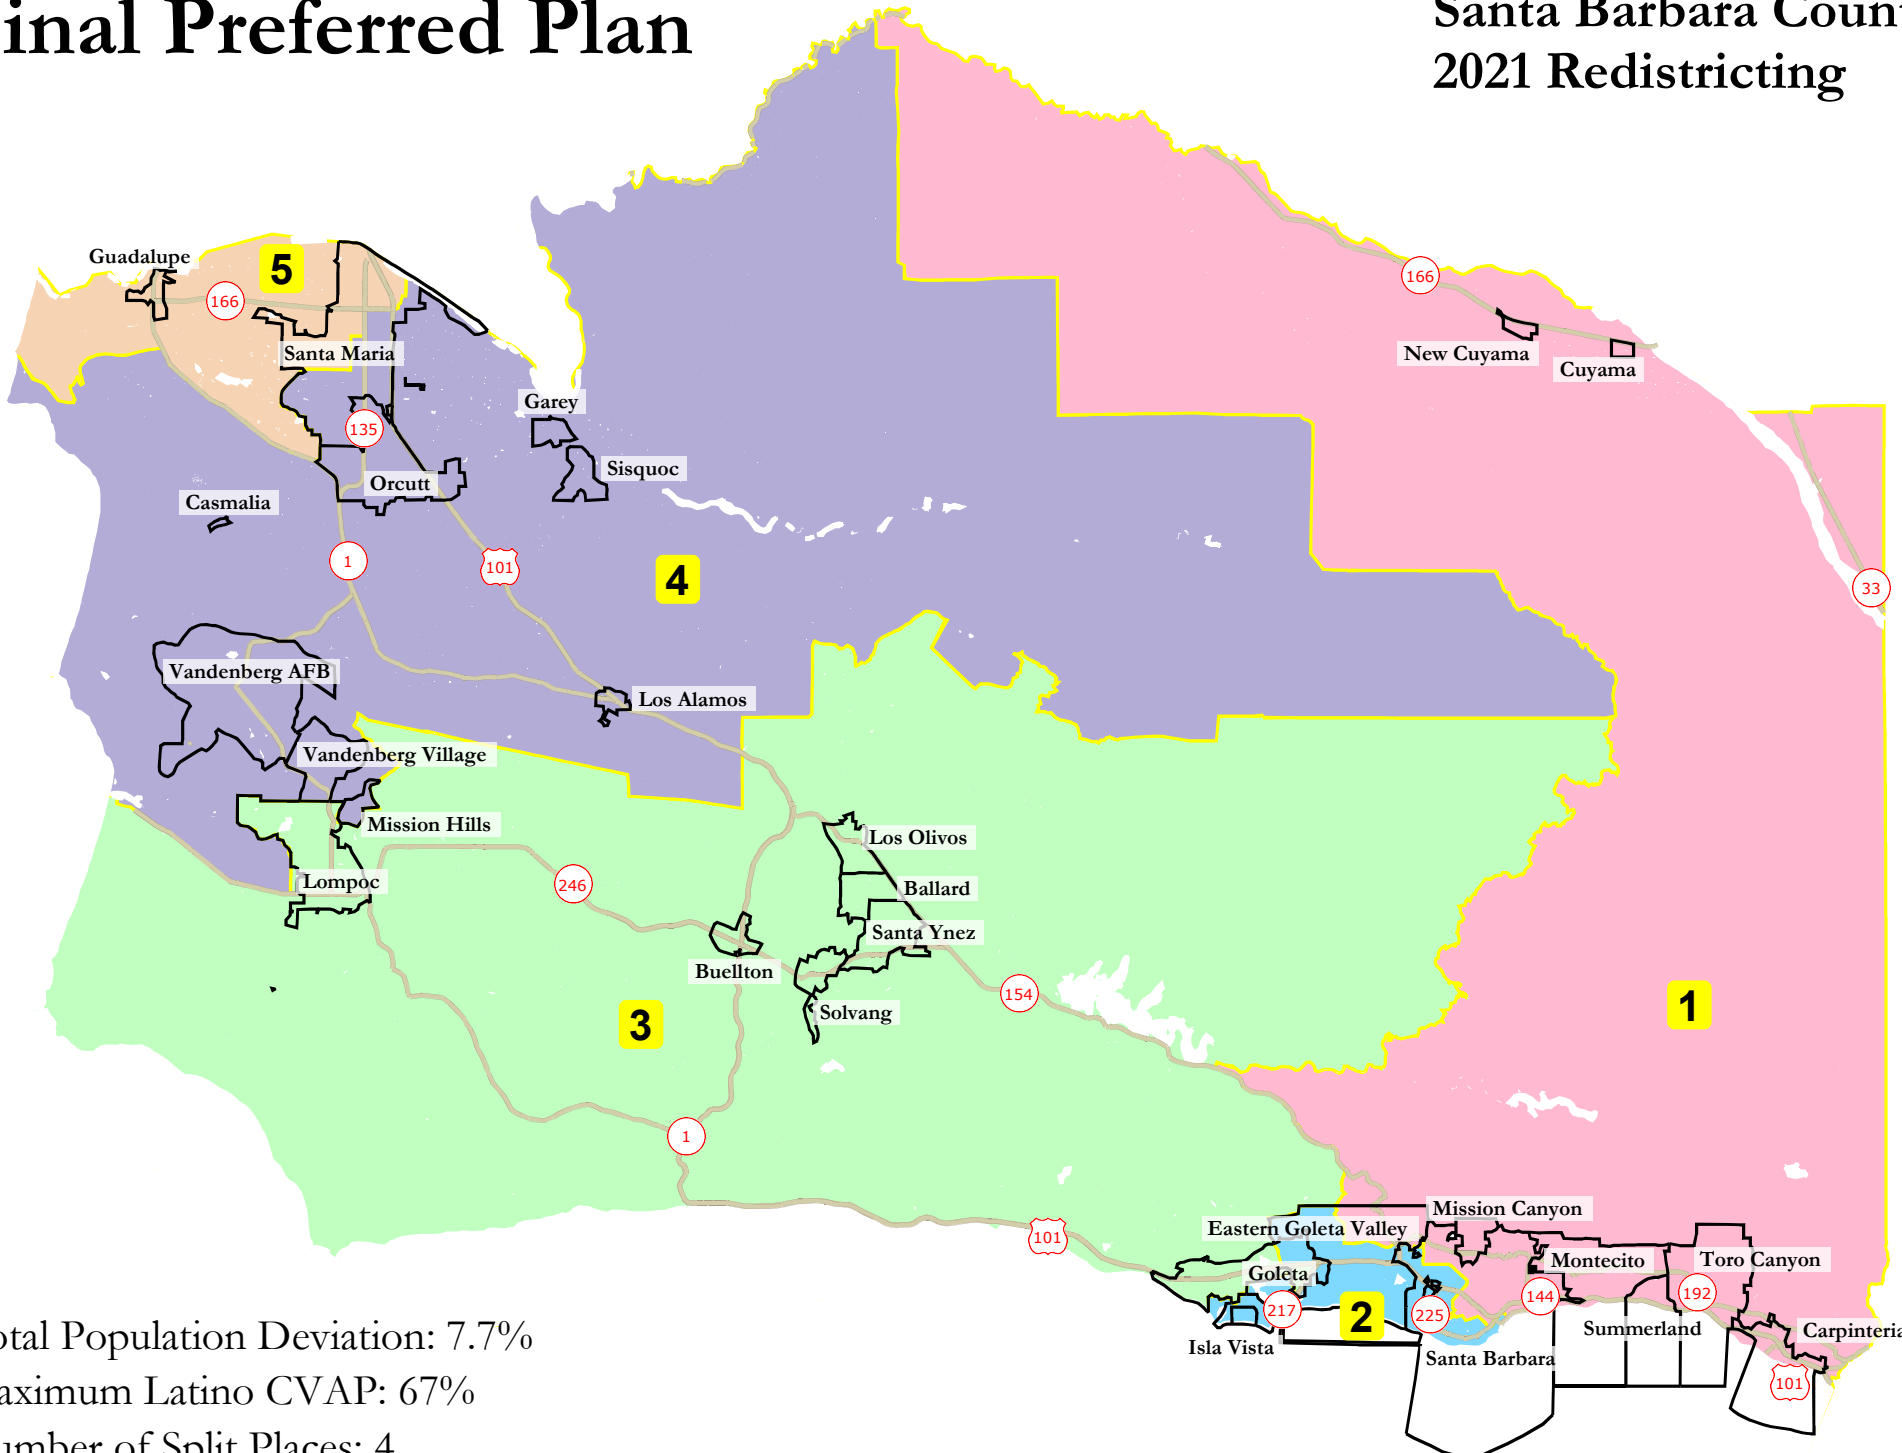 inal Preferred Plan
Santa Barbara Coun
2021 Redistricting
Guadalupe
5
166
166
Santa Maria
New Cuyama
Cuyama
Garey
135
Sisquoc
Orcutt
Casmalia
1
101
4
33
Vandenberg AFB
Los Alamos
Vandenberg Village
Mission Hills
Los Olivos
Lompoc
246
Ballard
Santa Ynez
Buellton
154
Solvang
3
1
1
Mission Canyon
Eastern Goleta Valley
101
Montecito
Toro Canyon
Goleta
217
2
225
144
192
Summerland
Carpinteria
Isla Vista
Santa Barbara
101
otal Population Deviation: 7.7%
aximum Latino CVAP: 67%
umber of Split Places: 4